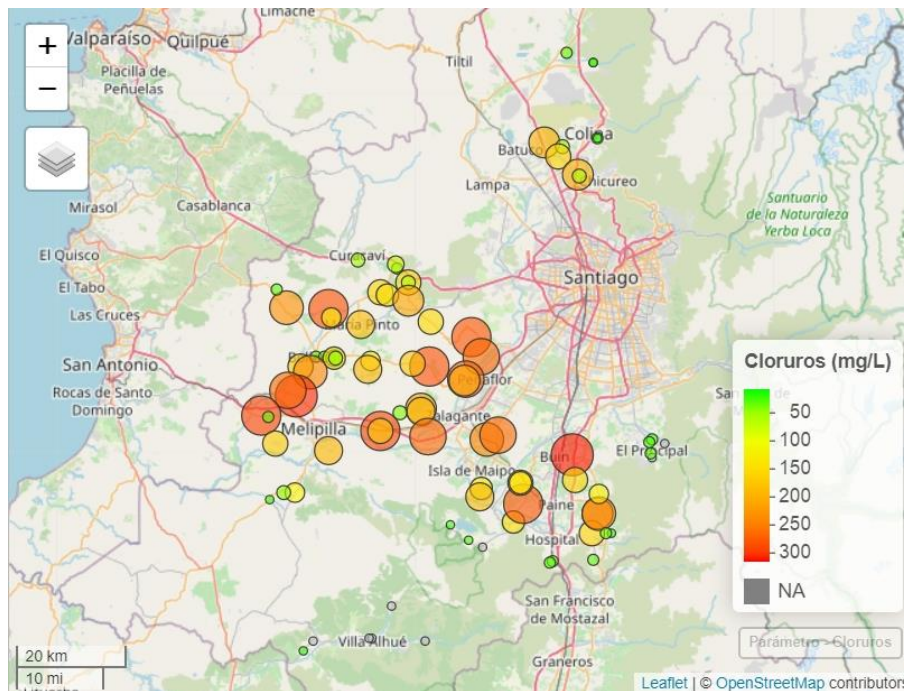 Limache
Valparaíso
Quilpué
+
−
Placilla de
Peñuelas
Tiltil
Colina
Batuco
Chicureo
Lampa
Casablanca
Mirasol
Santuario
de la Naturaleza
Yerba Loca
El Quisco
Curacaví
El Tabo
Santiago
Las Cruces
María Pinto
San Antonio
Rocas de Santo
Domingo
Peñaflor
Talagante
Melipilla
El Principal
Isla de Maipo
Buin
Paine
Hospital
San Francisco
de Mostazal
Villa Alhué
Graneros
Cloruros (mg/L)
50
100
150
200
250
300
NA
Parámetro - Cloruros
20 km
10 mi
Leaflet | © OpenStreetMap contributors